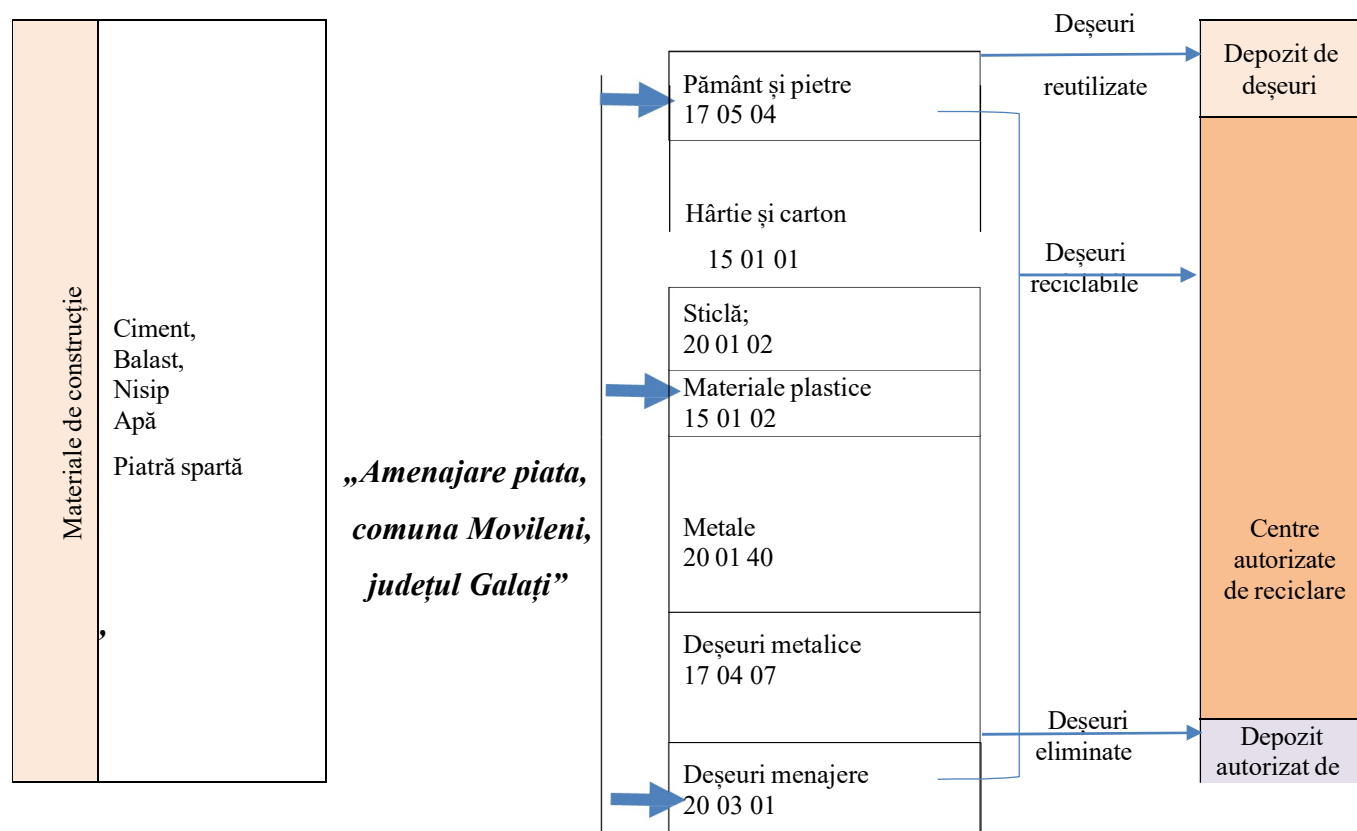 Materiale de construcție
Ciment,
Balast,
Nisip
Apă
Piatră spartă
,
„Amenajare piata,
comuna Movileni,
județul Galați”
Pământ și pietre
17 05 04
Hârtie și carton
15 01 01
Sticlă;
20 01 02
Materiale plastice
15 01 02
Metale
20 01 40
Deșeuri metalice
17 04 07
Deșeuri menajere
20 03 01
Deșeuri
reutilizate
Deșeuri
reciclabile
Deșeuri
eliminate
Depozit de
deșeuri
Centre
autorizate
de reciclare
Depozit
autorizat de